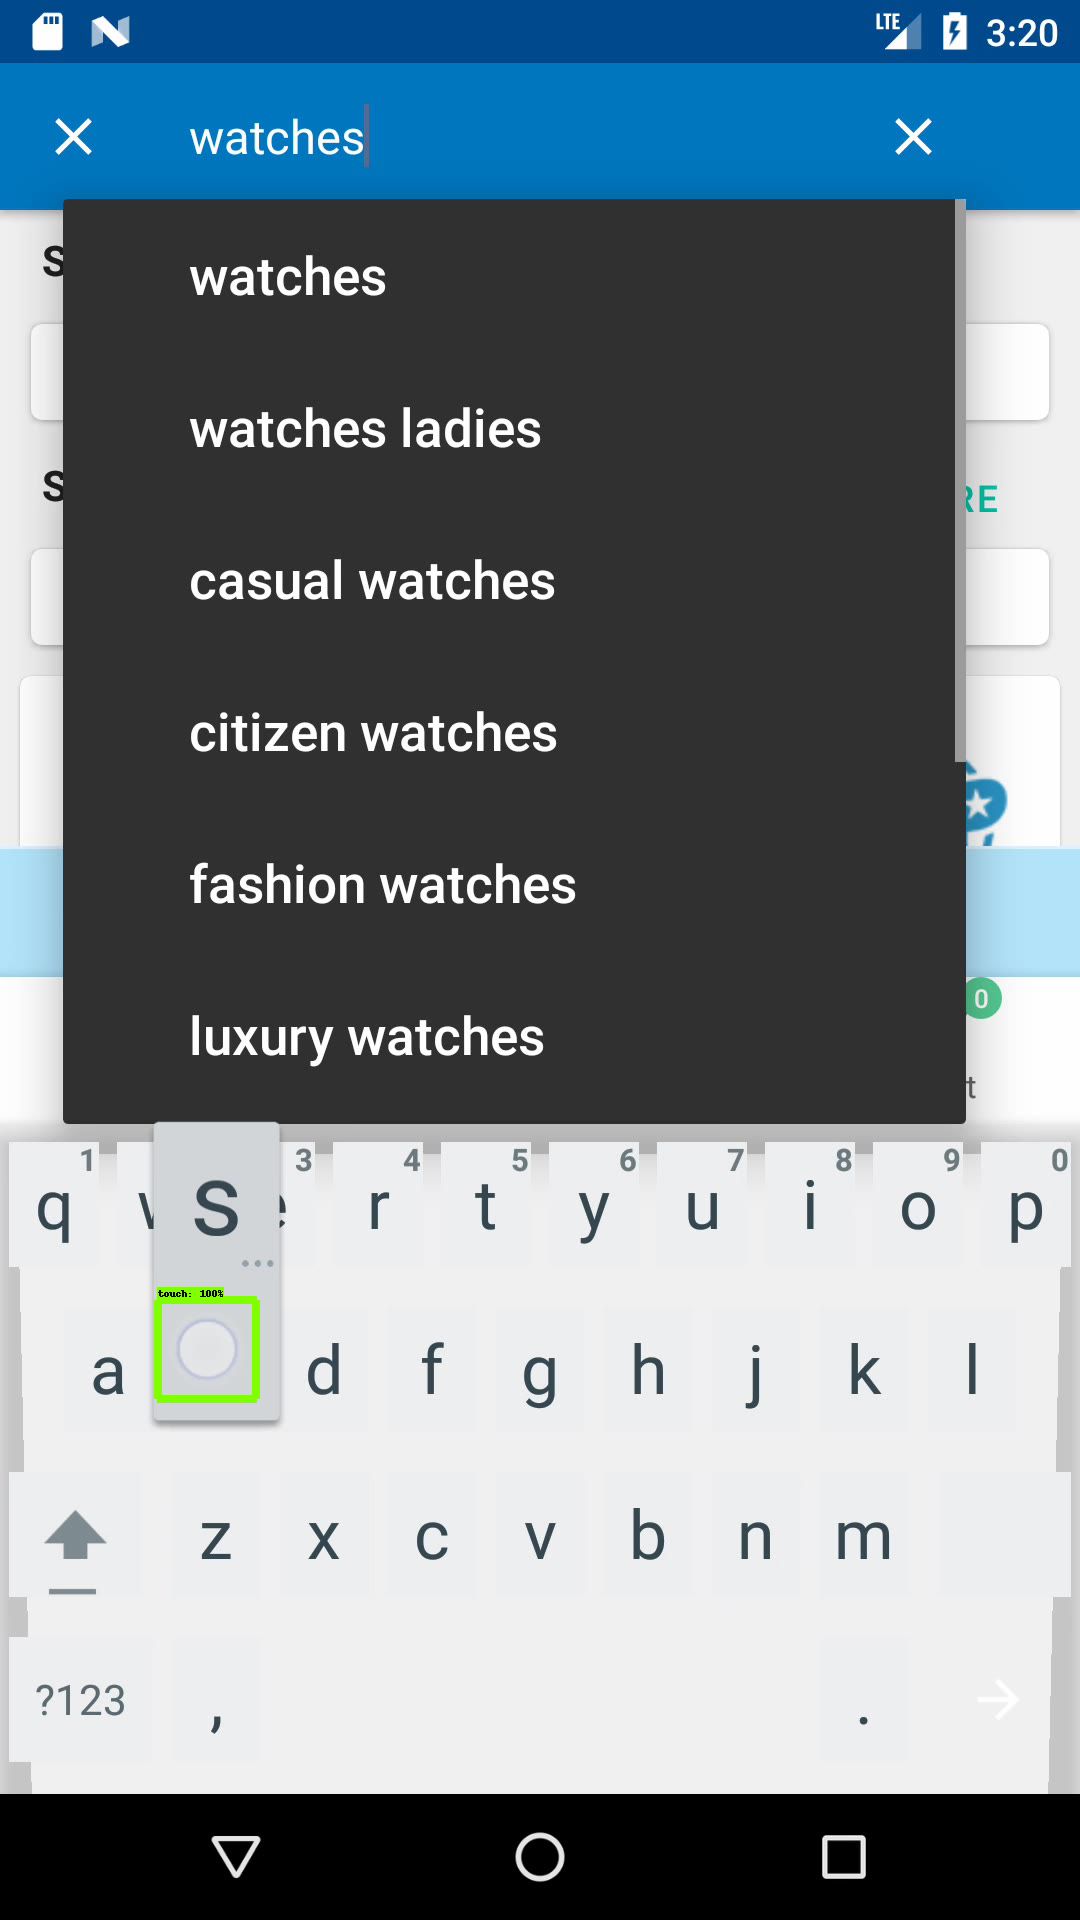 LTE 3:20
watches
S
watches
watches ladies
S
RE
casual watches
citizen watches
fashion watches
0
luxury watches
t
1 3 4 5 6 7 8 9 0
q w s e r t y u i o p
touch: 100%
a d f g h j k l
z x c v b n m
?123 , .